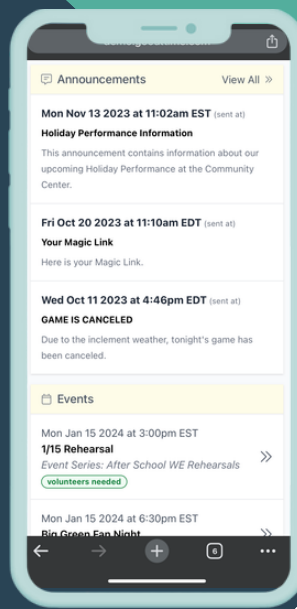 Announcements View All »
Mon Nov 13 2023 at 11:02am EST (sent at)
Holiday Performance Information
This announcement contains information about our
upcoming Holiday Performance at the Community
Center.
Fri Oct 20 2023 at 11:10am EDT (sent at)
Your Magic Link
Here is your Magic Link.
Wed Oct 11 2023 at 4:46pm EDT (sent at)
GAME IS CANCELED
Due to the inclement weather, tonight's game has
been canceled.
Events
Mon Jan 15 2024 at 3:00pm EST
1/15 Rehearsal
Event Series: After School WE Rehearsals
volunteers needed
Mon Jan 15 2024 at 6:30pm EST
Big Green Fan Night
6